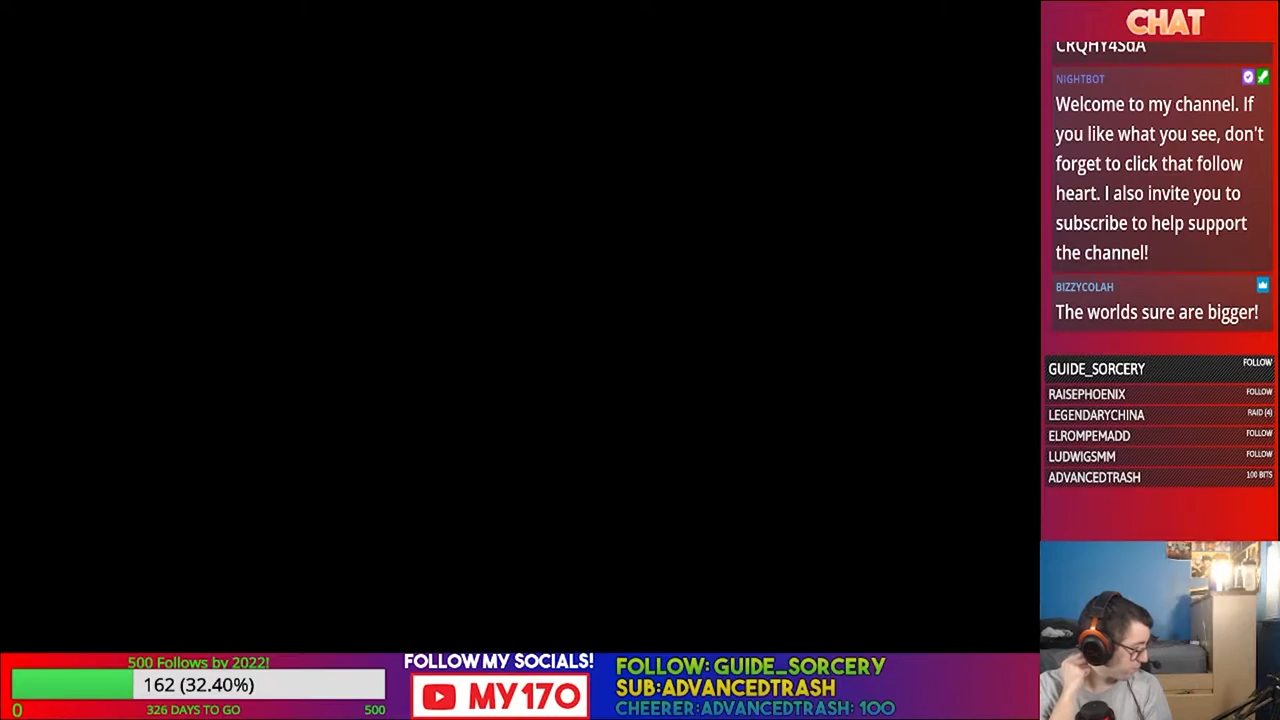 CHAT
CRQHY4SdA
NIGHTBOT
Welcome to my channel. If
you like what you see, don't
forget to click that follow
heart. I also invite you to
subscribe to help support
the channel!
BIZZYCOLAH
The worlds sure are bigger!
GUIDE_SORCERY FOLLOW
RAISEPHOENIX FOLLOW
LEGENDARYCHINA RAID (4)
ELROMPEMADD FOLLOW
LUDWIGSMM FOLLOW
ADVANCEDTRASH 100 BITS
500 Follows by 2022!
162 (32.40%)
0 326 DAYS TO GO 500
FOLLOW MY SOCIALS!
MY170
FOLLOW: GUIDE_SORCERY
SUB:ADVANCEDTRASH
CHEERER:ADVANCEDTRASH: 100